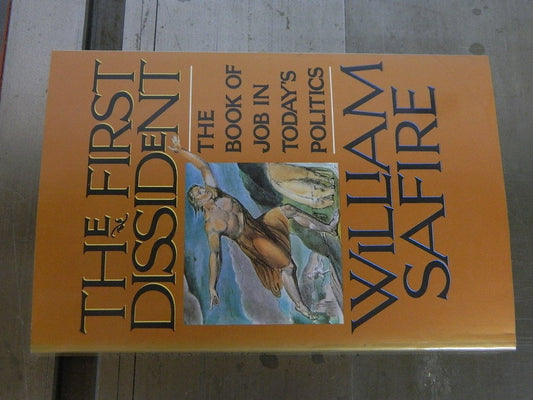 THE FIRST
DISSIDENT
THE
BOOK OF
JOB IN
TODAY'S
POLITICS
WILLIAM
SAFIRE